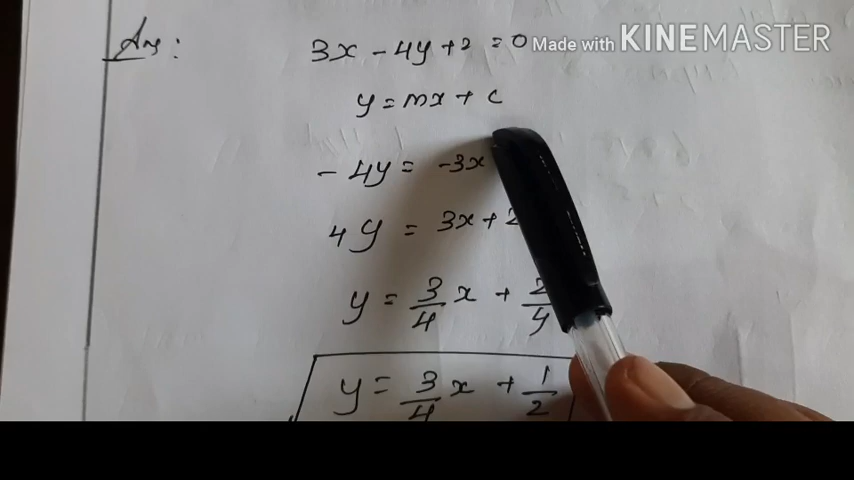 Ans:
3x - 4y + 2 = 0
Made with KINEMASTER
y = mx + c
- 4y = -3x
4y = 3x + 2
y = 3/4 x + 2/4
y = 3/4 x + 1/2